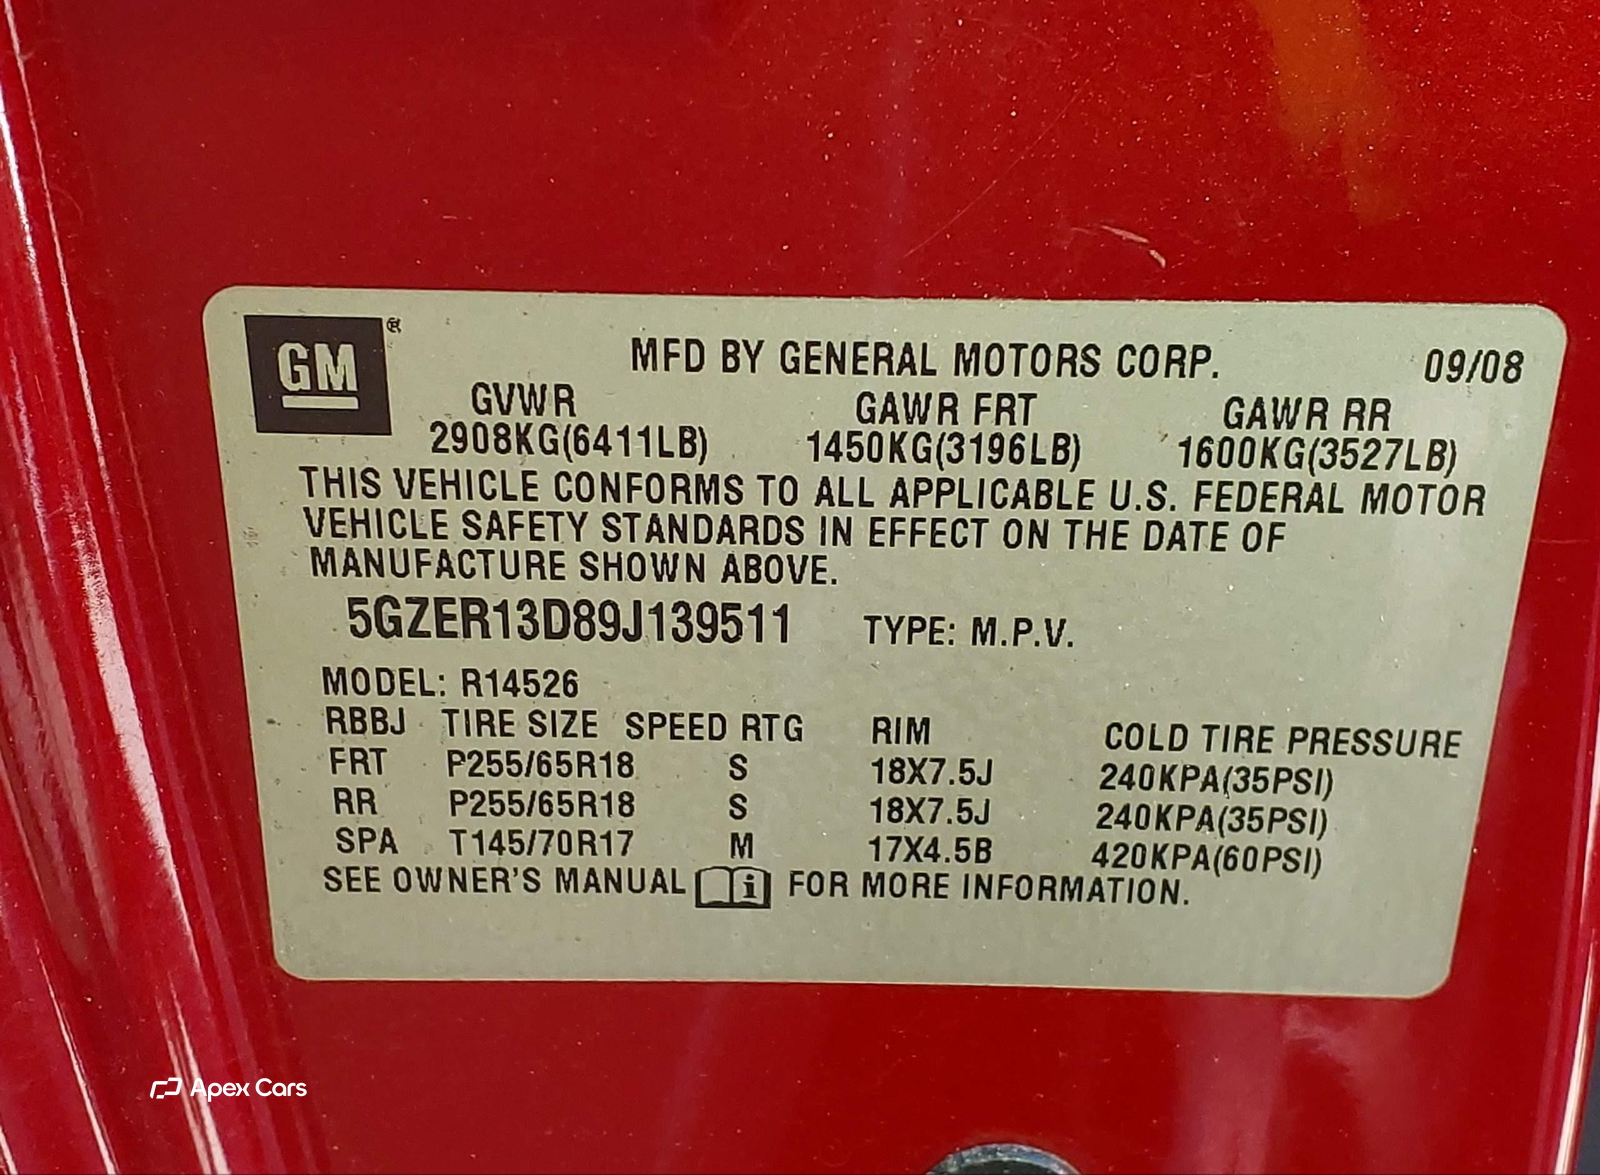 GM®
MFD BY GENERAL MOTORS CORP. 09/08
GVWR GAWR FRT GAWR RR
2908KG(6411LB) 1450KG(3196LB) 1600KG(3527LB)
THIS VEHICLE CONFORMS TO ALL APPLICABLE U.S. FEDERAL MOTOR
VEHICLE SAFETY STANDARDS IN EFFECT ON THE DATE OF
MANUFACTURE SHOWN ABOVE.
5GZER13D89J139511 TYPE: M.P.V.
MODEL: R14526
RBBJ TIRE SIZE SPEED RTG RIM COLD TIRE PRESSURE
FRT P255/65R18 S 18X7.5J 240KPA(35PSI)
RR P255/65R18 S 18X7.5J 240KPA(35PSI)
SPA T145/70R17 M 17X4.5B 420KPA(60PSI)
SEE OWNER'S MANUAL i FOR MORE INFORMATION.
Apex Cars